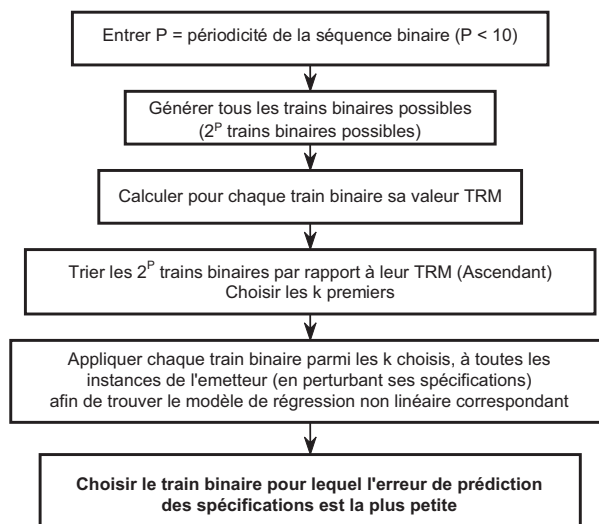 Entrer P = périodicité de la séquence binaire (P < 10)
Générer tous les trains binaires possibles
(2^P trains binaires possibles)
Calculer pour chaque train binaire sa valeur TRM
Trier les 2^P trains binaires par rapport à leur TRM (Ascendant)
Choisir les k premiers
Appliquer chaque train binaire parmi les k choisis, à toutes les
instances de l'emetteur (en perturbant ses spécifications)
afin de trouver le modèle de régression non linéaire correspondant
Choisir le train binaire pour lequel l'erreur de prédiction
des spécifications est la plus petite